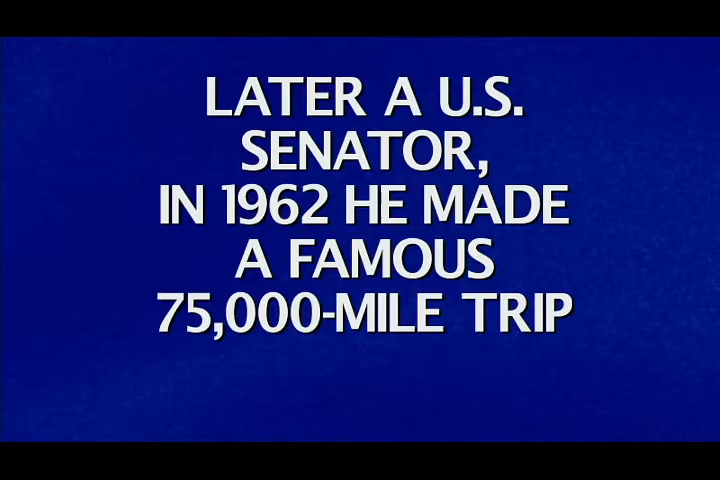 LATER A U.S.
SENATOR,
IN 1962 HE MADE
A FAMOUS
75,000-MILE TRIP